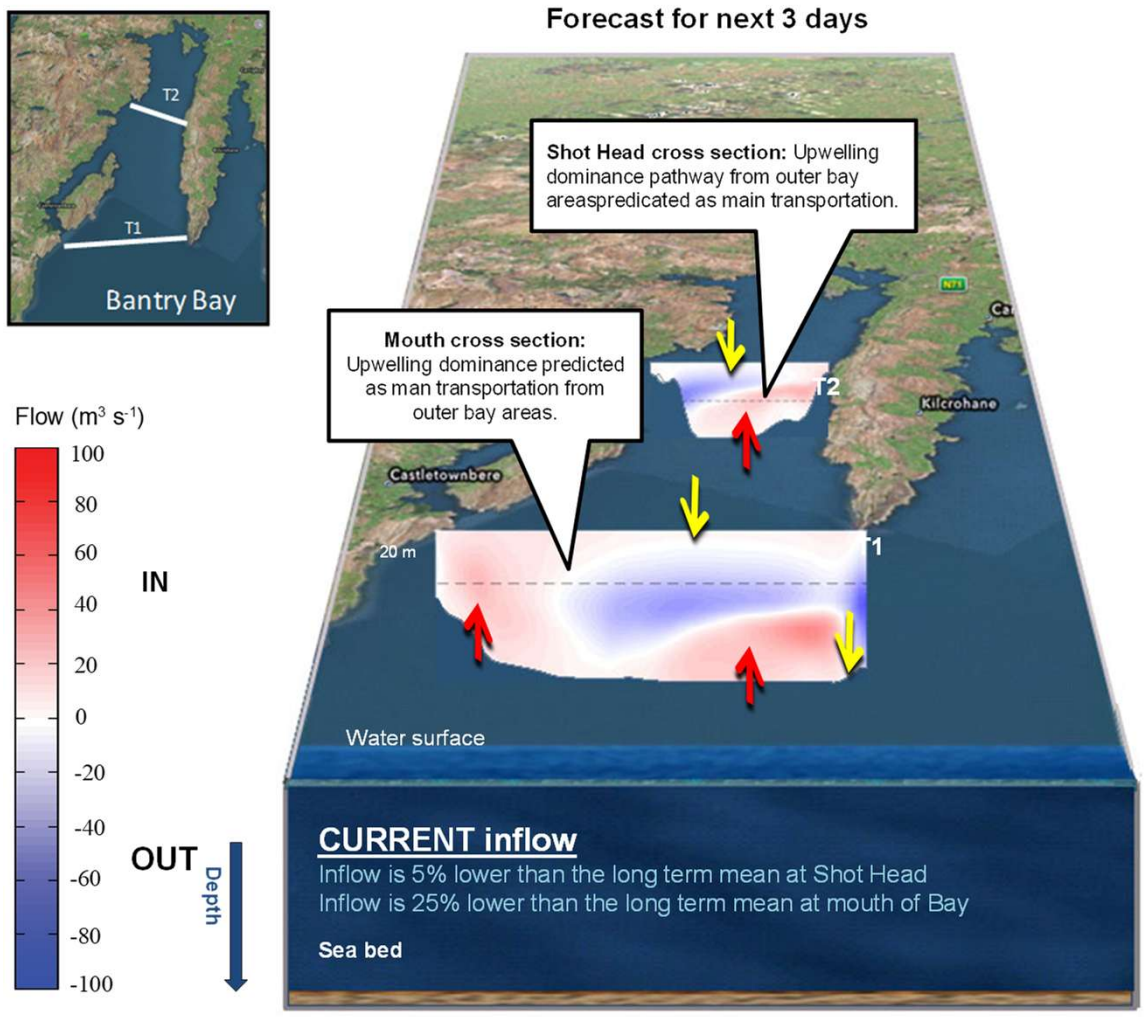 Forecast for next 3 days
T2
T1
Bantry Bay
Shot Head cross section: Upwelling
dominance pathway from outer bay
areaspredicated as main transportation.
N71
Ca
Mouth cross section:
Upwelling dominance predicted
as man transportation from
outer bay areas.
T2
Kilcrohane
Flow (m³ s⁻¹)
100
80
60
40
20
0
-20
-40
-60
-80
-100
IN
OUT
Depth
Castletownbere
20 m
T1
Water surface
CURRENT inflow
Inflow is 5% lower than the long term mean at Shot Head
Inflow is 25% lower than the long term mean at mouth of Bay
Sea bed